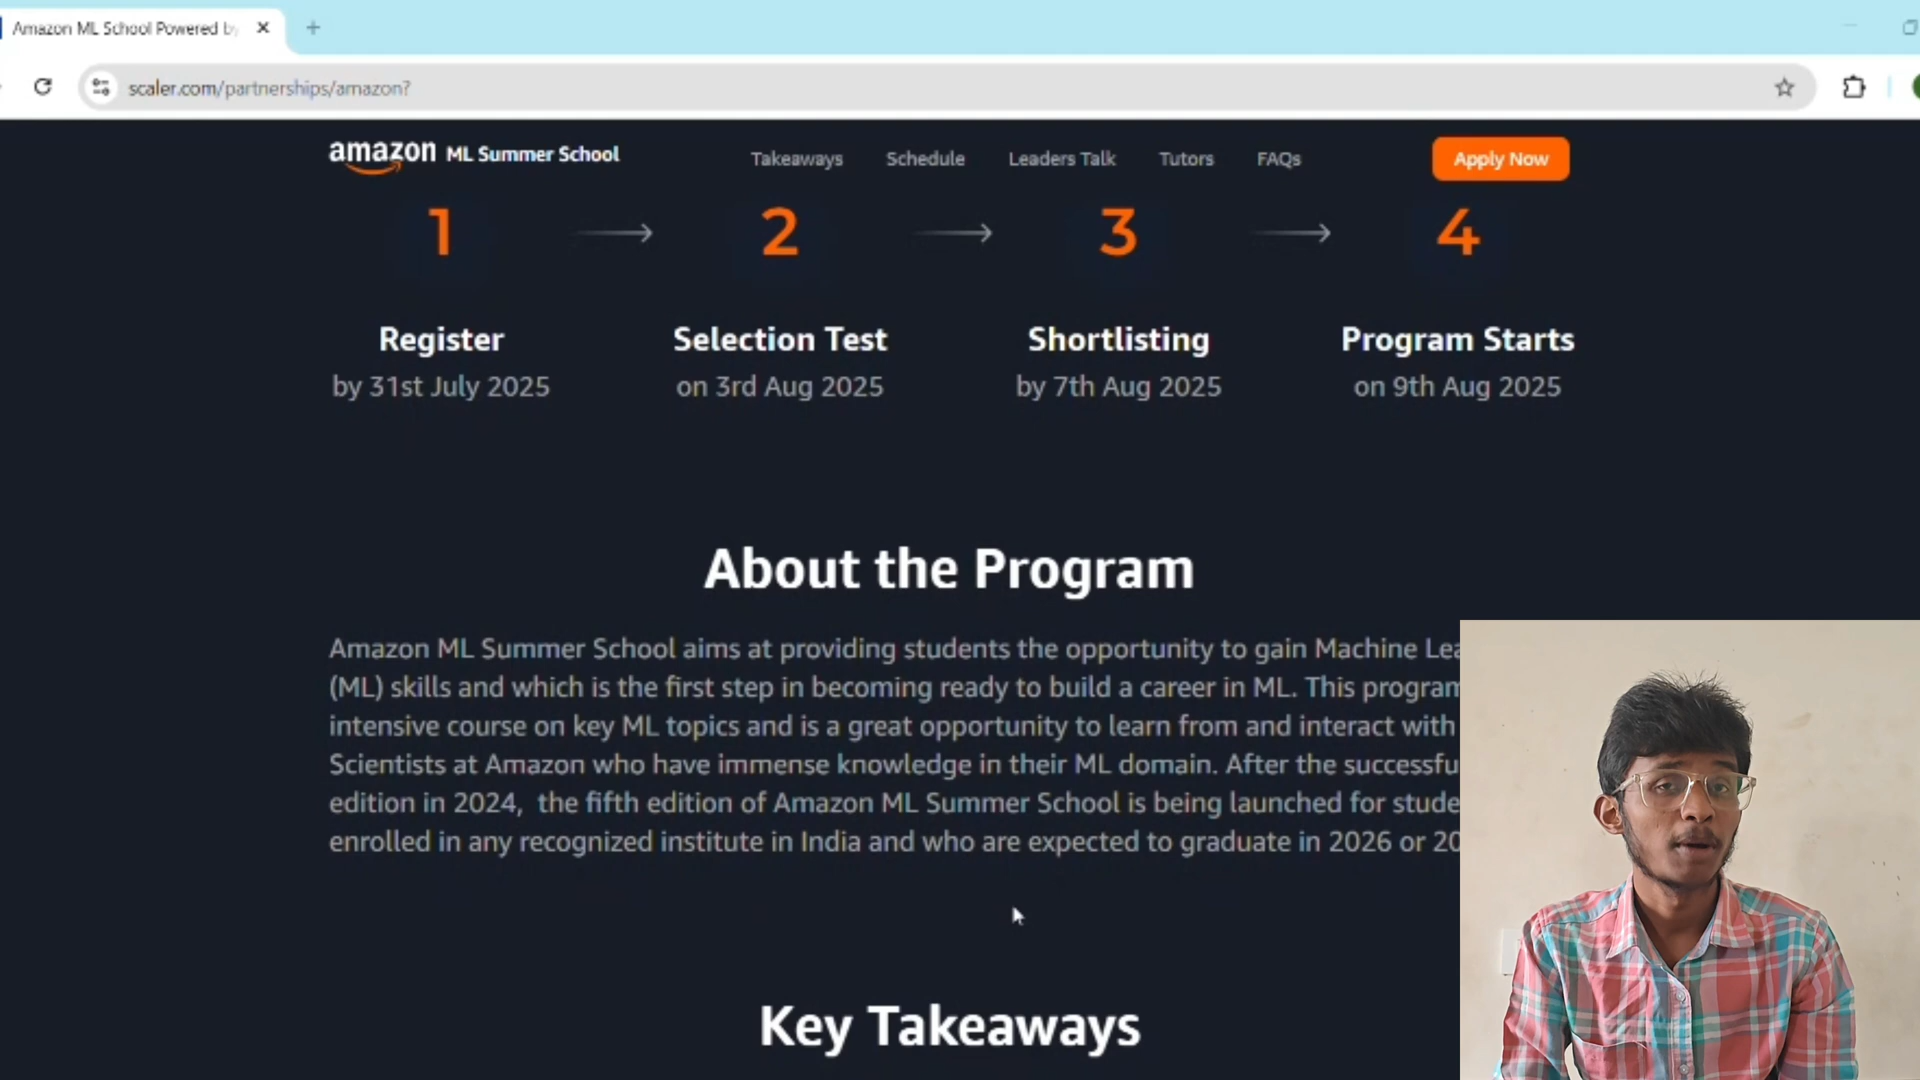 Amazon ML School Powered by
scaler.com/partnerships/amazon?
amazon ML Summer School
Takeaways Schedule Leaders Talk Tutors FAQs Apply Now
1 2 3 4
Register Selection Test Shortlisting Program Starts
by 31st July 2025 on 3rd Aug 2025 by 7th Aug 2025 on 9th Aug 2025
About the Program
Amazon ML Summer School aims at providing students the opportunity to gain Machine Lea
(ML) skills and which is the first step in becoming ready to build a career in ML. This program
intensive course on key ML topics and is a great opportunity to learn from and interact with
Scientists at Amazon who have immense knowledge in their ML domain. After the successfu
edition in 2024, the fifth edition of Amazon ML Summer School is being launched for stude
enrolled in any recognized institute in India and who are expected to graduate in 2026 or 20
Key Takeaways